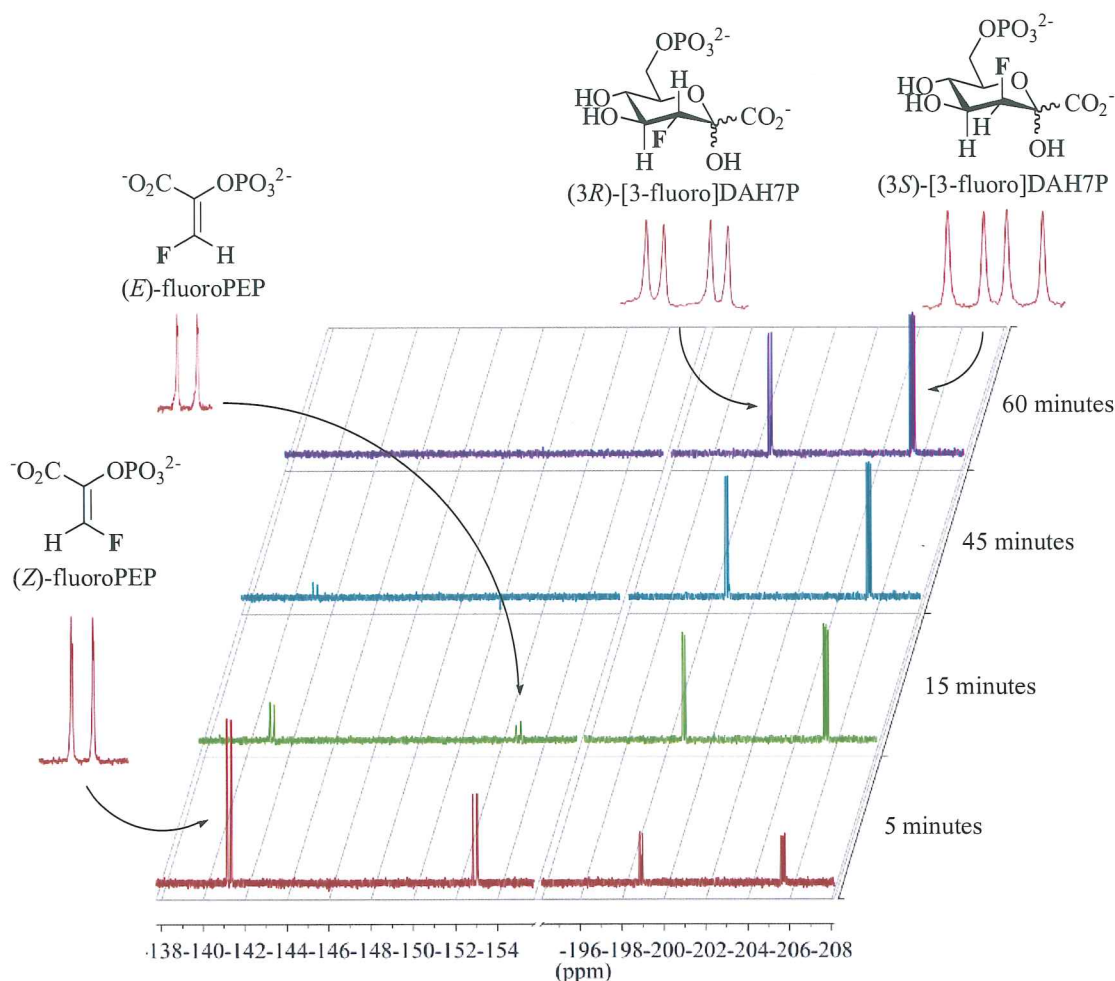 OPO₃²⁻
H
HO
O
HO
CO₂⁻
F
H
OH
(3R)-[3-fluoro]DAH7P
OPO₃²⁻
F
HO
O
HO
CO₂⁻
H
H
OH
(3S)-[3-fluoro]DAH7P
⁻O₂C
OPO₃²⁻
F
H
(E)-fluoroPEP
⁻O₂C
OPO₃²⁻
H
F
(Z)-fluoroPEP
60 minutes
45 minutes
15 minutes
5 minutes
-138-140-142-144-146-148-150-152-154 -196-198-200-202-204-206-208
(ppm)